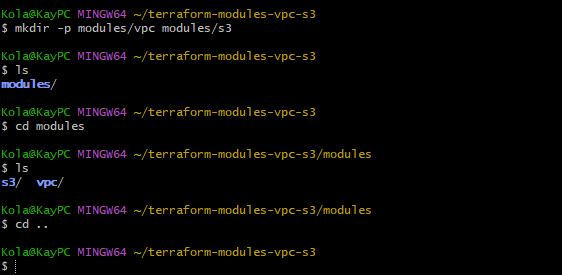 Kola@KayPC MINGW64 ~/terraform-modules-vpc-s3
$ mkdir -p modules/vpc modules/s3
Kola@KayPC MINGW64 ~/terraform-modules-vpc-s3
$ ls
modules/
Kola@KayPC MINGW64 ~/terraform-modules-vpc-s3
$ cd modules
Kola@KayPC MINGW64 ~/terraform-modules-vpc-s3/modules
$ ls
s3/  vpc/
Kola@KayPC MINGW64 ~/terraform-modules-vpc-s3/modules
$ cd ..
Kola@KayPC MINGW64 ~/terraform-modules-vpc-s3
$